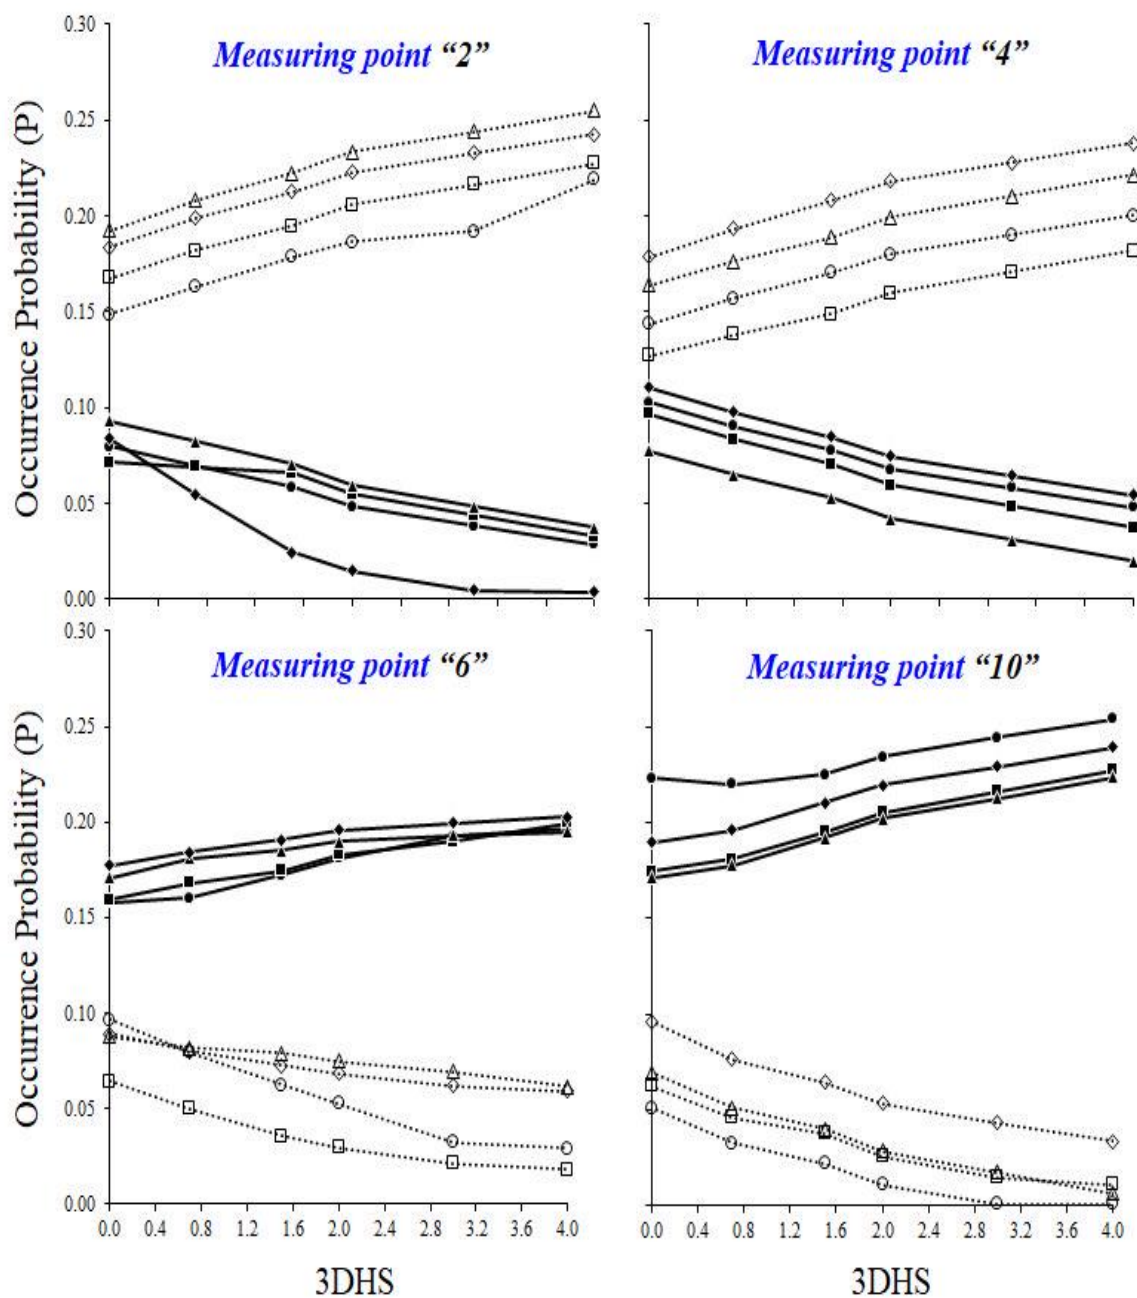 Measuring point “2”
Measuring point “4”
Occurrence Probability (P)
0.30
0.25
0.20
0.15
0.10
0.05
0.00
Measuring point “6”
Measuring point “10”
Occurrence Probability (P)
0.30
0.25
0.20
0.15
0.10
0.05
0.00
0.0 0.4 0.8 1.2 1.6 2.0 2.4 2.8 3.2 3.6 4.0
0.0 0.4 0.8 1.2 1.6 2.0 2.4 2.8 3.2 3.6 4.0
3DHS
3DHS